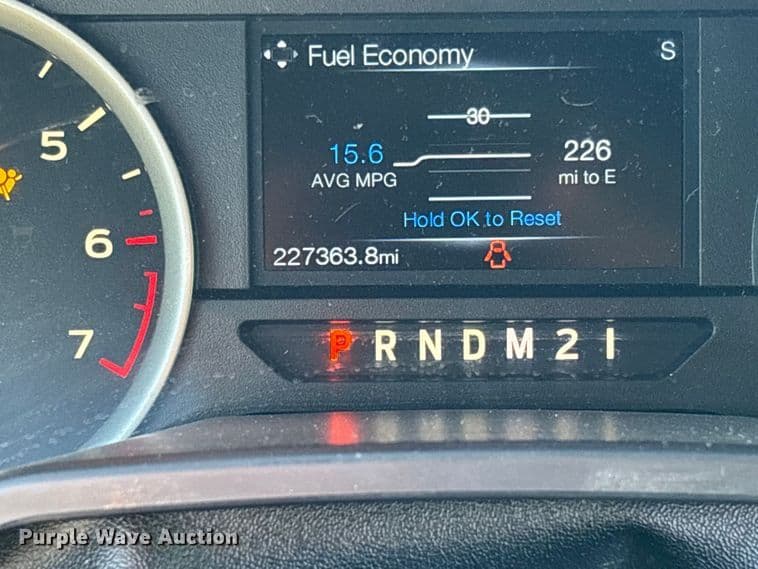 Fuel Economy S
30
15.6 226
AVG MPG mi to E
Hold OK to Reset
227363.8mi
5
6
7
P R N D M 2 1
Purple Wave Auction